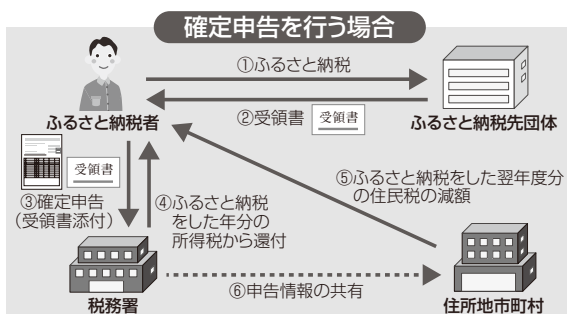 確定申告を行う場合
①ふるさと納税
ふるさと納税者
②受領書
受領書
ふるさと納税先団体
受領書
③確定申告
（受領書添付）
④ふるさと納税
をした年分の
所得税から還付
⑤ふるさと納税をした翌年度分
の住民税の減額
税務署
⑥申告情報の共有
住所地市町村